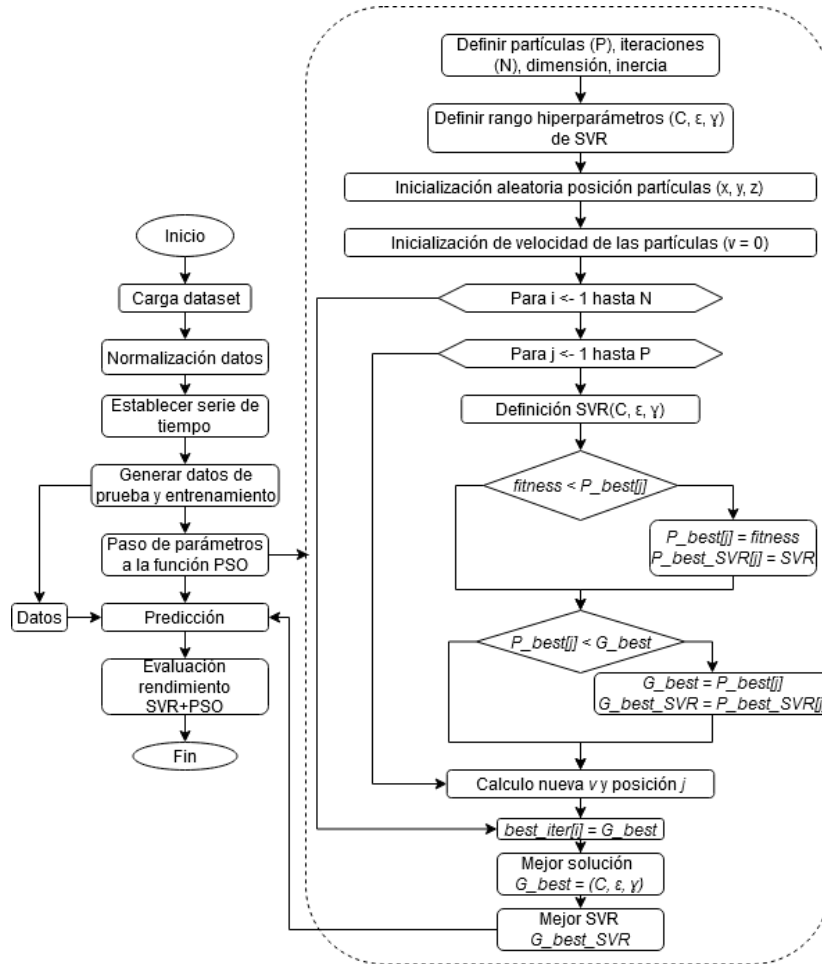 Inicio
Carga dataset
Normalización datos
Establecer serie de
tiempo
Generar datos de
prueba y entrenamiento
Paso de parámetros
a la función PSO
Datos
Predicción
Evaluación
rendimiento
SVR+PSO
Fin
Definir partículas (P), iteraciones
(N), dimensión, inercia
Definir rango hiperparámetros (C, ε, ɣ)
de SVR
Inicialización aleatoria posición partículas (x, y, z)
Inicialización de velocidad de las partículas (v = 0)
Para i <- 1 hasta N
Para j <- 1 hasta P
Definición SVR(C, ε, ɣ)
fitness < P_best[j]
P_best[j] = fitness
P_best_SVR[j] = SVR
P_best[j] < G_best
G_best = P_best[j]
G_best_SVR = P_best_SVR[j]
Calculo nueva v y posición j
best_iter[i] = G_best
Mejor solución
G_best = (C, ε, ɣ)
Mejor SVR
G_best_SVR